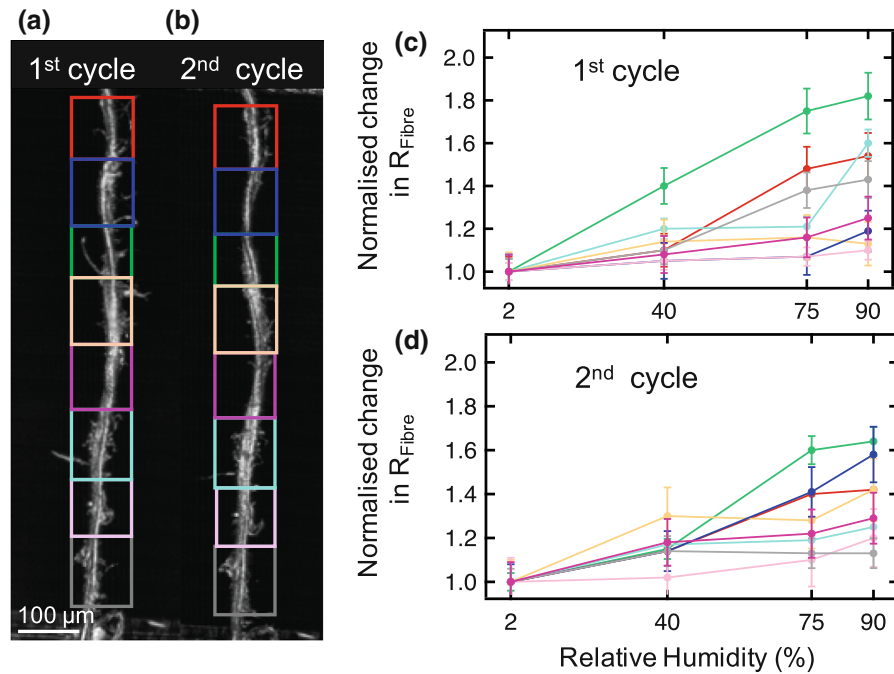 (a)
(b)
1st cycle
2nd cycle
100 µm
(c)
1st cycle
Normalised change
in RFibre
2.0
1.8
1.6
1.4
1.2
1.0
2
40
75
90
(d)
2nd cycle
Normalised change
in RFibre
2.0
1.8
1.6
1.4
1.2
1.0
2
40
75
90
Relative Humidity (%)